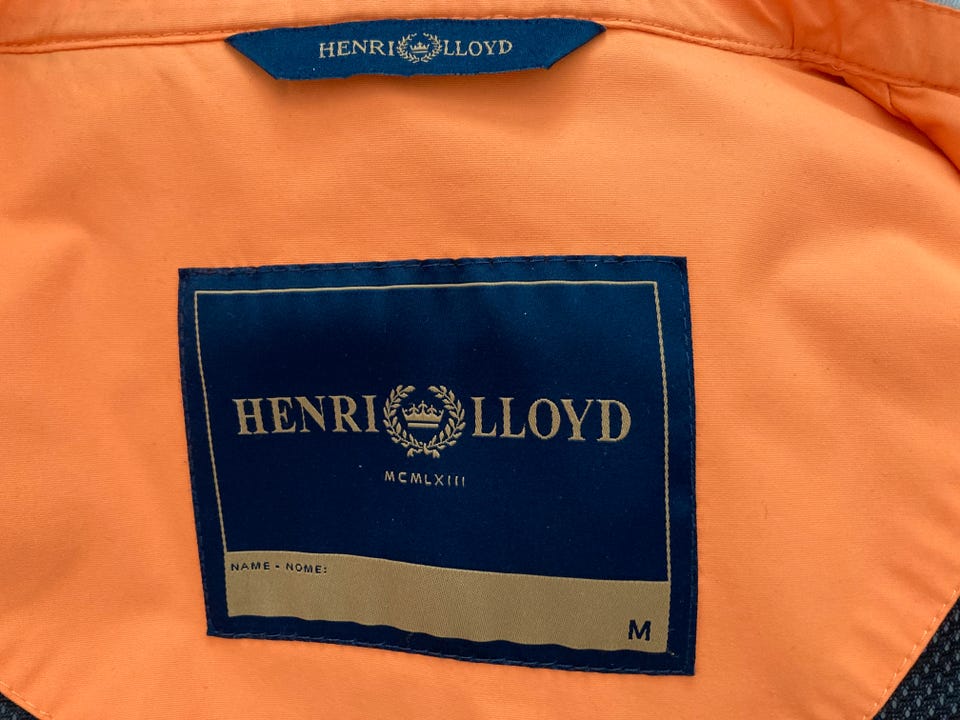 HENRI LLOYD
HENRI LLOYD
MCMLXIII
NAME - NOME:
M